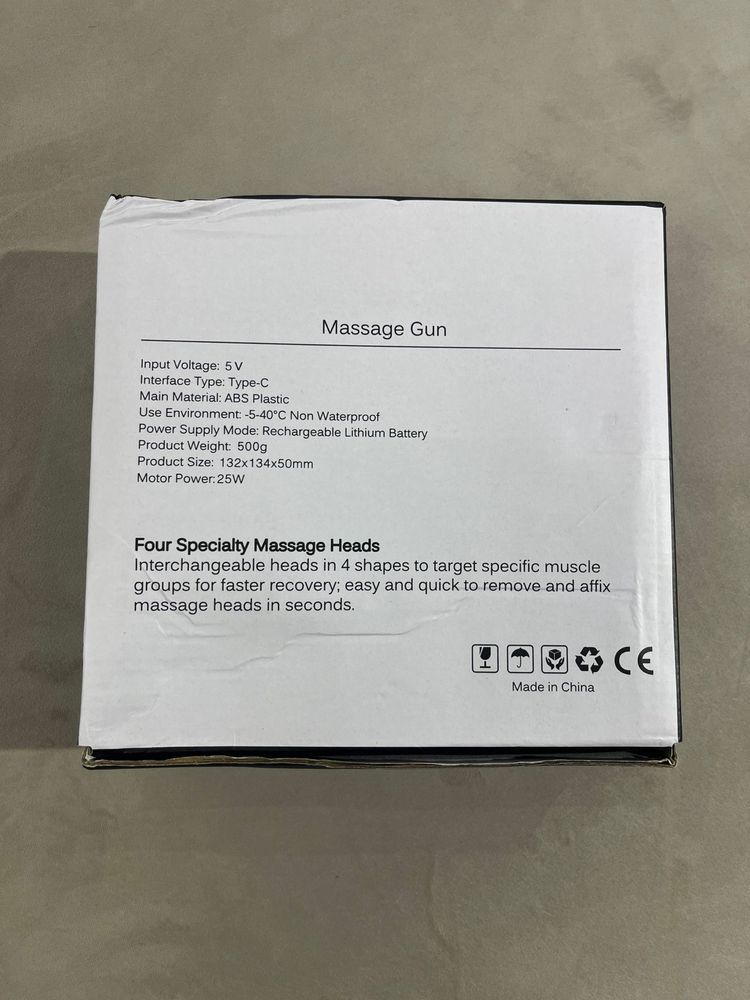 Massage Gun
Input Voltage: 5V
Interface Type: Type-C
Main Material: ABS Plastic
Use Environment: -5-40°C Non Waterproof
Power Supply Mode: Rechargeable Lithium Battery
Product Weight: 500g
Product Size: 132x134x50mm
Motor Power:25W
Four Specialty Massage Heads
Interchangeable heads in 4 shapes to target specific muscle
groups for faster recovery; easy and quick to remove and affix
massage heads in seconds.
CE
Made in China